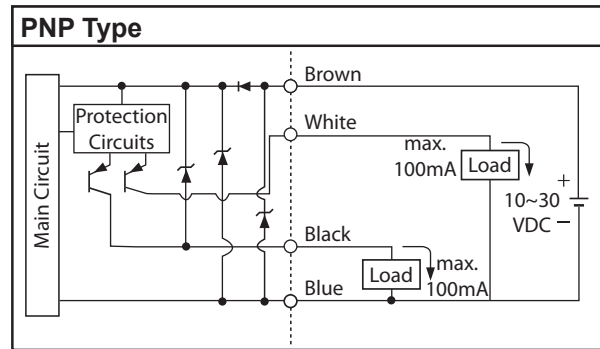 PNP Type
Brown
Protection
Circuits
White
max.
100mA
Load
+
10~30
VDC −
Main Circuit
Black
Load
max.
100mA
Blue